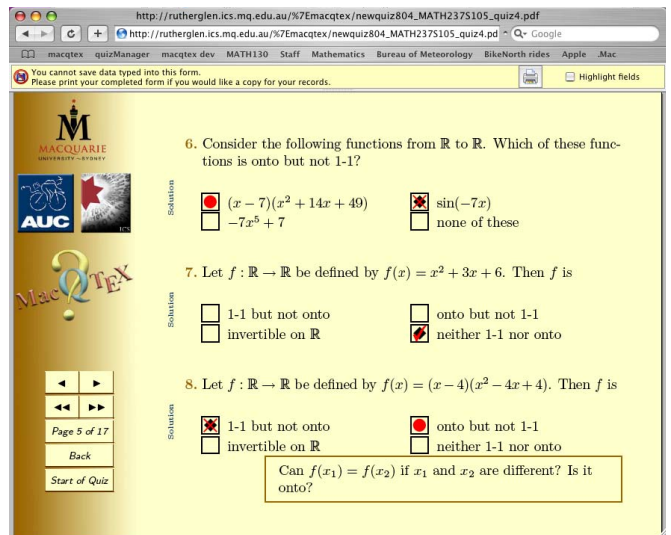 http://rutherglen.ics.mq.edu.au/%7Emacqtex/newquiz804_MATH237S105_quiz4.pdf
http://rutherglen.ics.mq.edu.au/%7Emacqtex/newquiz804_MATH237S105_quiz4.pd
Google
macqtex quizManager macqtex dev MATH130 Staff Mathematics Bureau of Meteorology BikeNorth rides Apple .Mac
You cannot save data typed into this form.
Please print your completed form if you would like a copy for your records.
Highlight fields
MACQUARIE
UNIVERSITY ~ SYDNEY
AUC
ICS
MacQTEX
6. Consider the following functions from ℝ to ℝ. Which of these func-
tions is onto but not 1-1?
Solution
(x − 7)(x² + 14x + 49) sin(−7x)
−7x⁵ + 7 none of these
7. Let f : ℝ → ℝ be defined by f(x) = x² + 3x + 6. Then f is
Solution
1-1 but not onto onto but not 1-1
invertible on ℝ neither 1-1 nor onto
8. Let f : ℝ → ℝ be defined by f(x) = (x − 4)(x² − 4x + 4). Then f is
Solution
1-1 but not onto onto but not 1-1
invertible on ℝ neither 1-1 nor onto
Can f(x₁) = f(x₂) if x₁ and x₂ are different? Is it
onto?
Page 5 of 17
Back
Start of Quiz